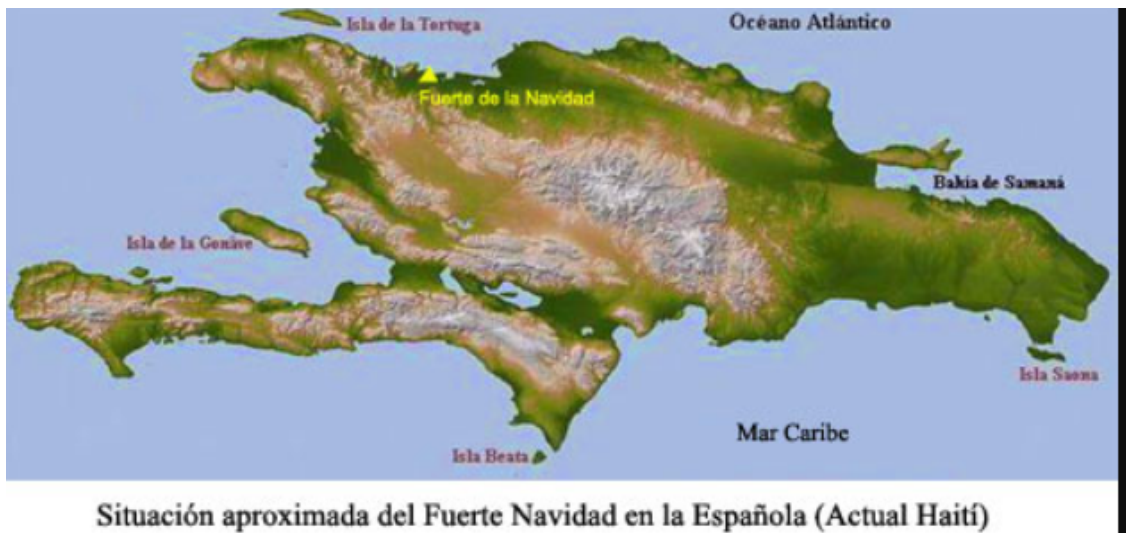 Isla de la Tortuga
Océano Atlántico
Fuerte de la Navidad
Bahía de Samaná
Isla de la Gonâve
Isla Saona
Mar Caribe
Isla Beata
Situación aproximada del Fuerte Navidad en la Española (Actual Haití)